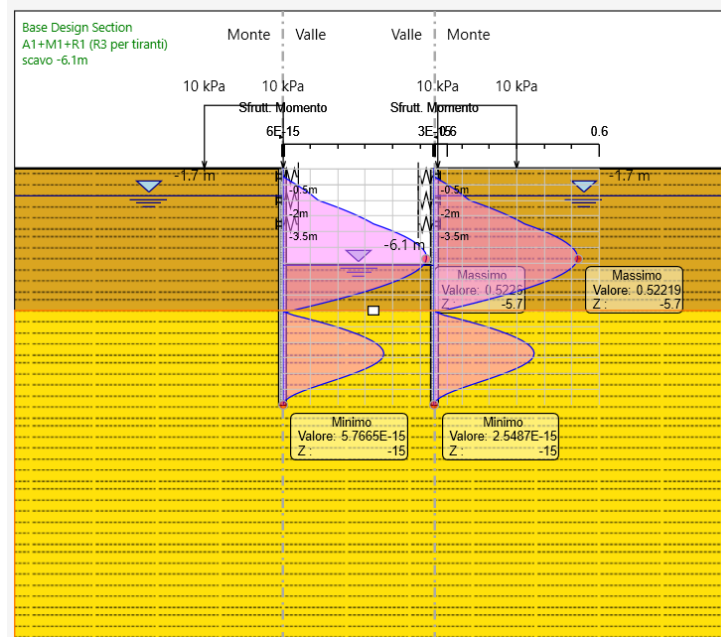 Base Design Section
A1+M1+R1 (R3 per tiranti)
scavo -6.1m
Monte Valle Valle Monte
10 kPa 10 kPa 10 kPa 10 kPa
Sfrutt. Momento Sfrutt. Momento
6E-15 0.6 0.6
-1.7 m -1.7 m
-0.5m -0.5m
-2m -2m
-3.5m -3.5m
-6.1 m
Massimo Massimo
Valore: Valore: 0.52219
Z : -5.7 Z : -5.7
Minimo Minimo
Valore: 5.7665E-15 Valore: 2.5487E-15
Z : -15 Z : -15